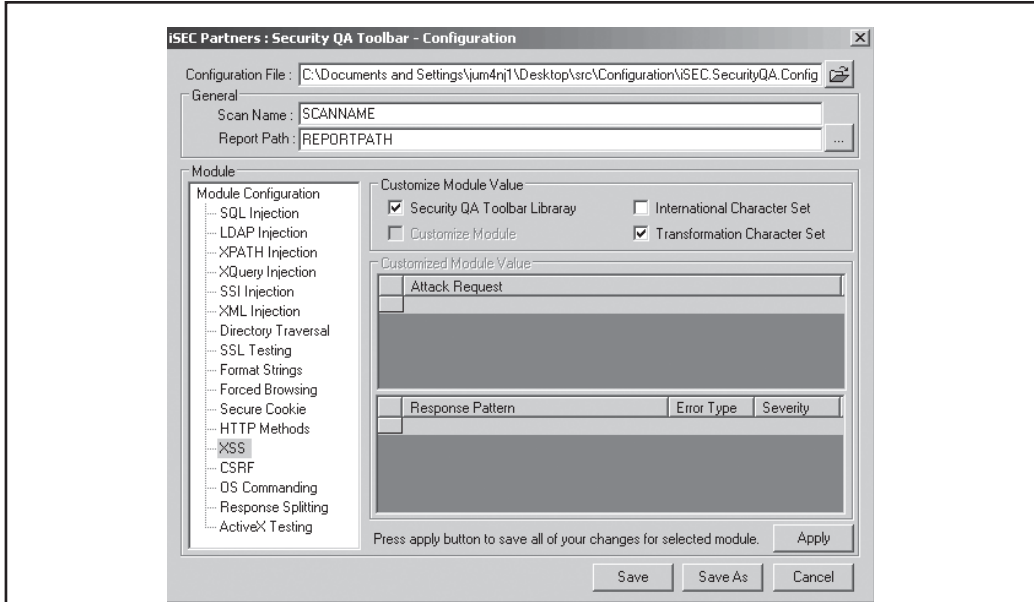 iSEC Partners : Security QA Toolbar - Configuration
Configuration File : C:\Documents and Settings\jum4nj1\Desktop\src\Configuration\iSEC.SecurityQA.Config
General
Scan Name : SCANNAME
Report Path : REPORTPATH
...
Module
Module Configuration
SQL Injection
LDAP Injection
XPATH Injection
XQuery Injection
SSI Injection
XML Injection
Directory Traversal
SSL Testing
Format Strings
Forced Browsing
Secure Cookie
HTTP Methods
XSS
CSRF
OS Commanding
Response Splitting
ActiveX Testing
Customize Module Value
Security QA Toolbar Libraray
International Character Set
Customize Module
Transformation Character Set
Customized Module Value
Attack Request
Response Pattern Error Type Severity
Press apply button to save all of your changes for selected module.
Apply
Save Save As Cancel